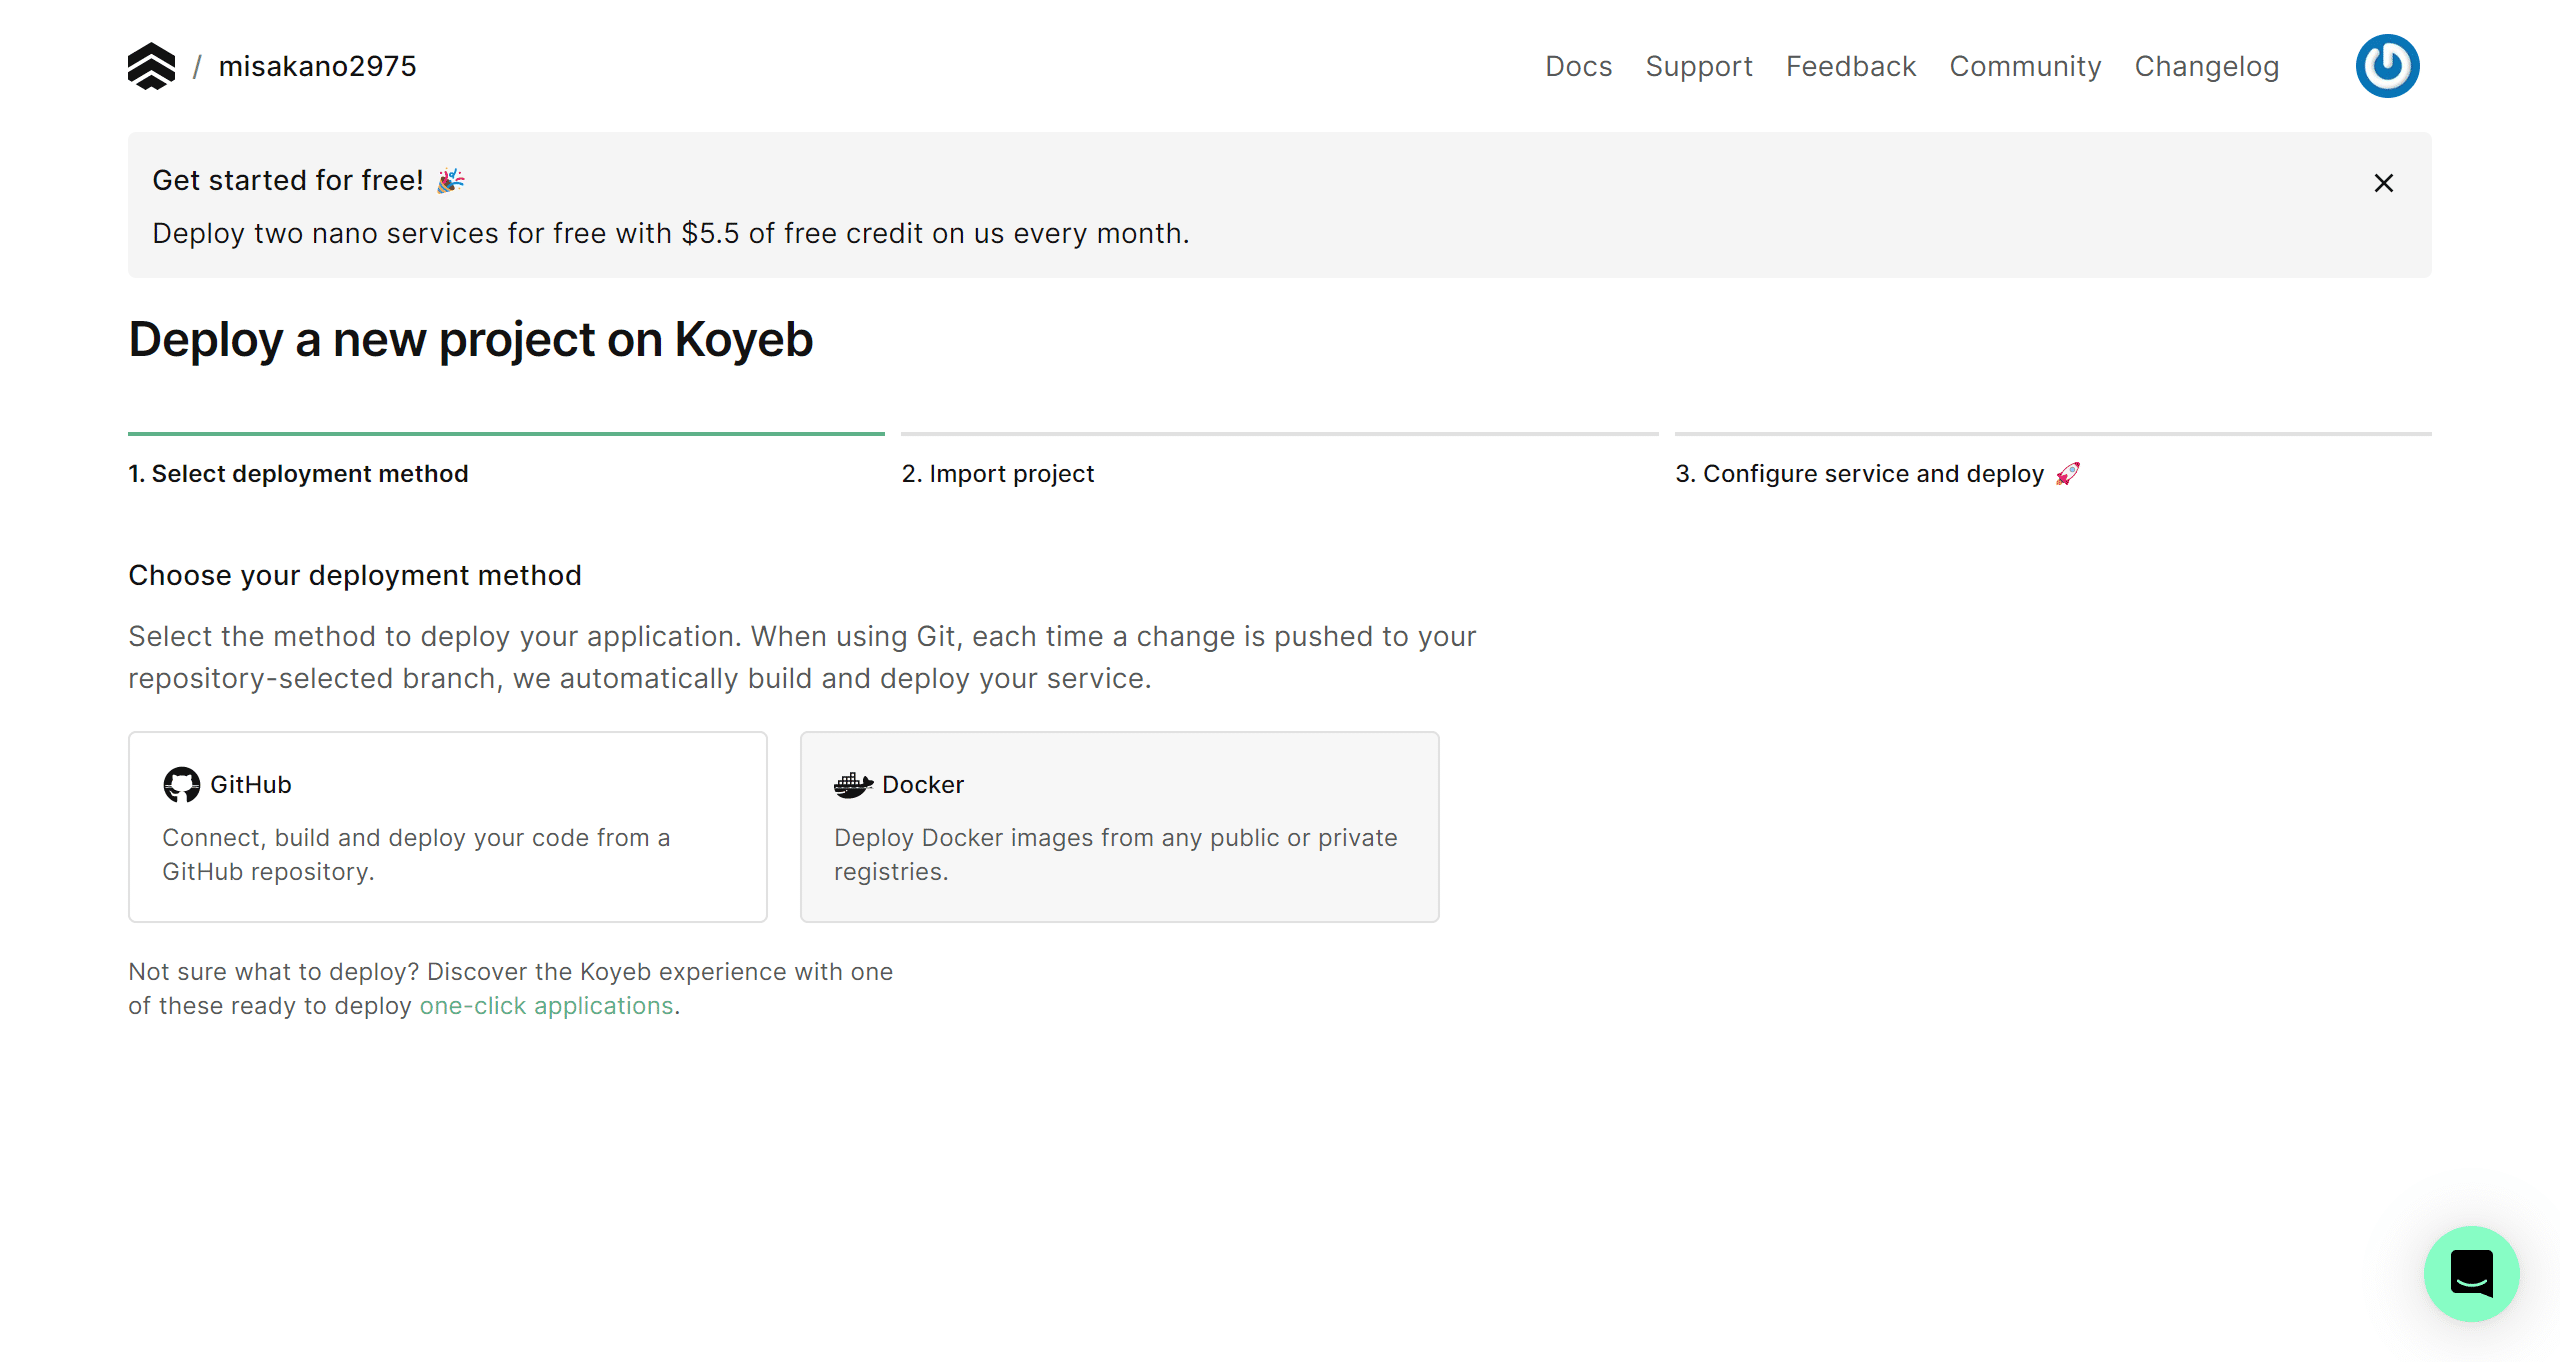 / misakano2975
Docs Support Feedback Community Changelog
Get started for free! 🎉
Deploy two nano services for free with $5.5 of free credit on us every month.
Deploy a new project on Koyeb
1. Select deployment method
2. Import project
3. Configure service and deploy 🚀
Choose your deployment method
Select the method to deploy your application. When using Git, each time a change is pushed to your
repository-selected branch, we automatically build and deploy your service.
GitHub
Connect, build and deploy your code from a
GitHub repository.
Docker
Deploy Docker images from any public or private
registries.
Not sure what to deploy? Discover the Koyeb experience with one
of these ready to deploy one-click applications.